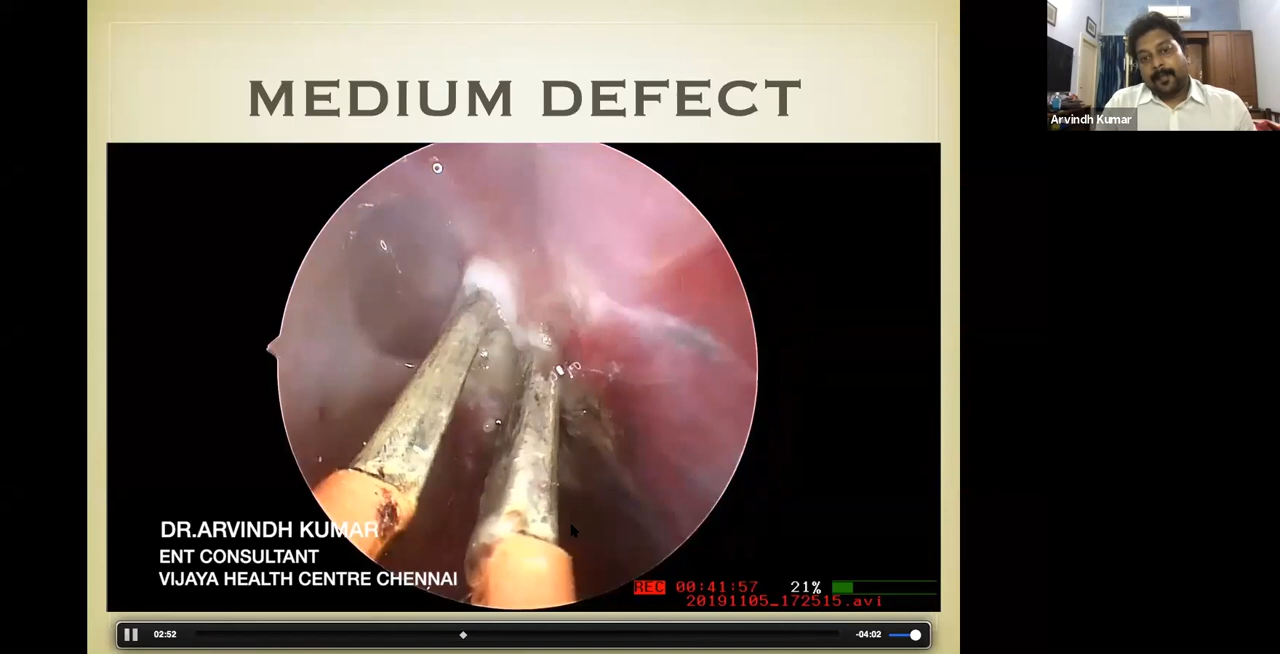 MEDIUM DEFECT
Arvindh Kumar
DR.ARVINDH KUMAR
ENT CONSULTANT
VIJAYA HEALTH CENTRE CHENNAI
REC 00:41:57 21%
20191105_172515.avi
02:52 -04:02